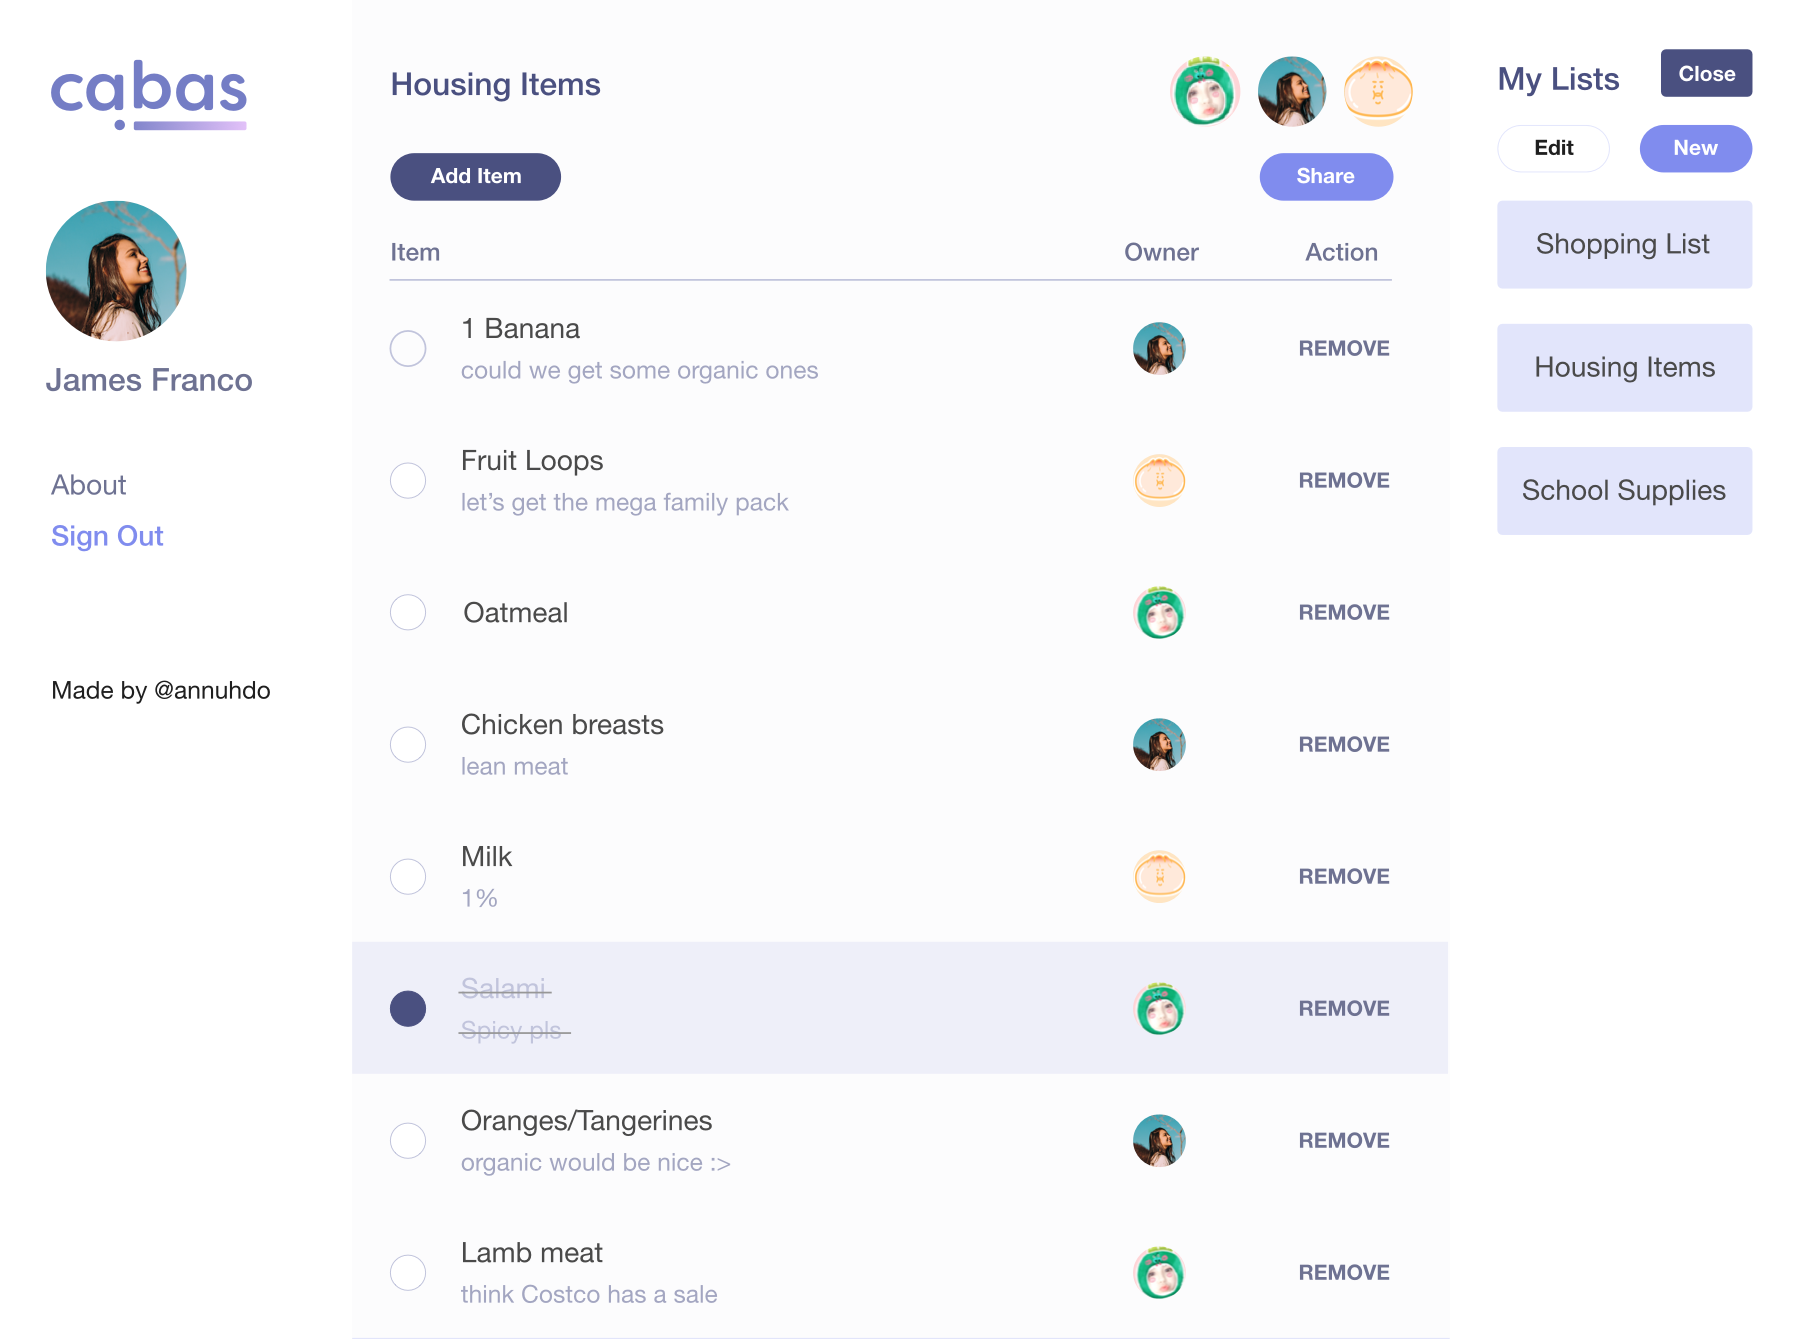 cabas
James Franco
About
Sign Out
Made by @annuhdo
Housing Items
Add Item
Share
Item Owner Action
1 Banana
could we get some organic ones
REMOVE
Fruit Loops
let’s get the mega family pack
REMOVE
Oatmeal
REMOVE
Chicken breasts
lean meat
REMOVE
Milk
1%
REMOVE
Salami
Spicy pls
REMOVE
Oranges/Tangerines
organic would be nice :>
REMOVE
Lamb meat
think Costco has a sale
REMOVE
My Lists
Close
Edit
New
Shopping List
Housing Items
School Supplies